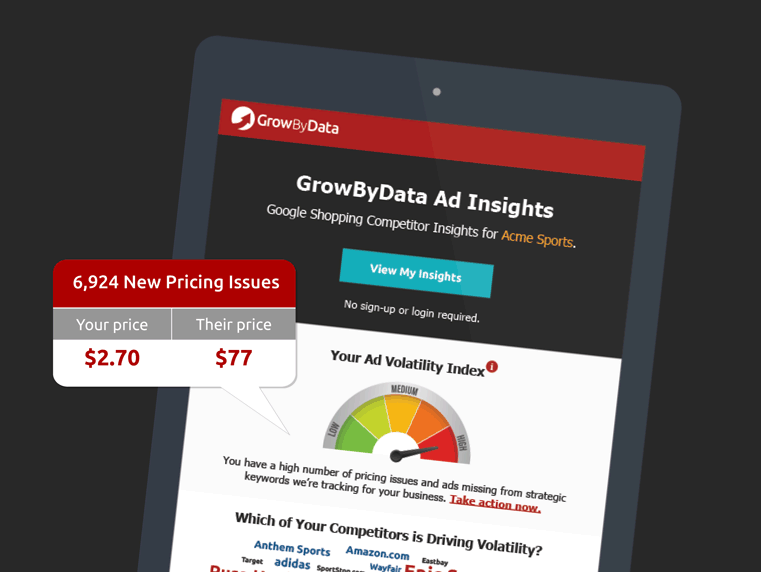 GrowByData
GrowByData Ad Insights
Google Shopping Competitor Insights for Acme Sports.
View My Insights
No sign-up or login required.
6,924 New Pricing Issues
Your price Their price
$2.70 $77
Your Ad Volatility Index i
LOW MEDIUM HIGH
You have a high number of pricing issues and ads missing from strategic
keywords we're tracking for your business. Take action now.
Which of Your Competitors is Driving Volatility?
Anthem Sports Amazon.com Eastbay
Target adidas Wayfair